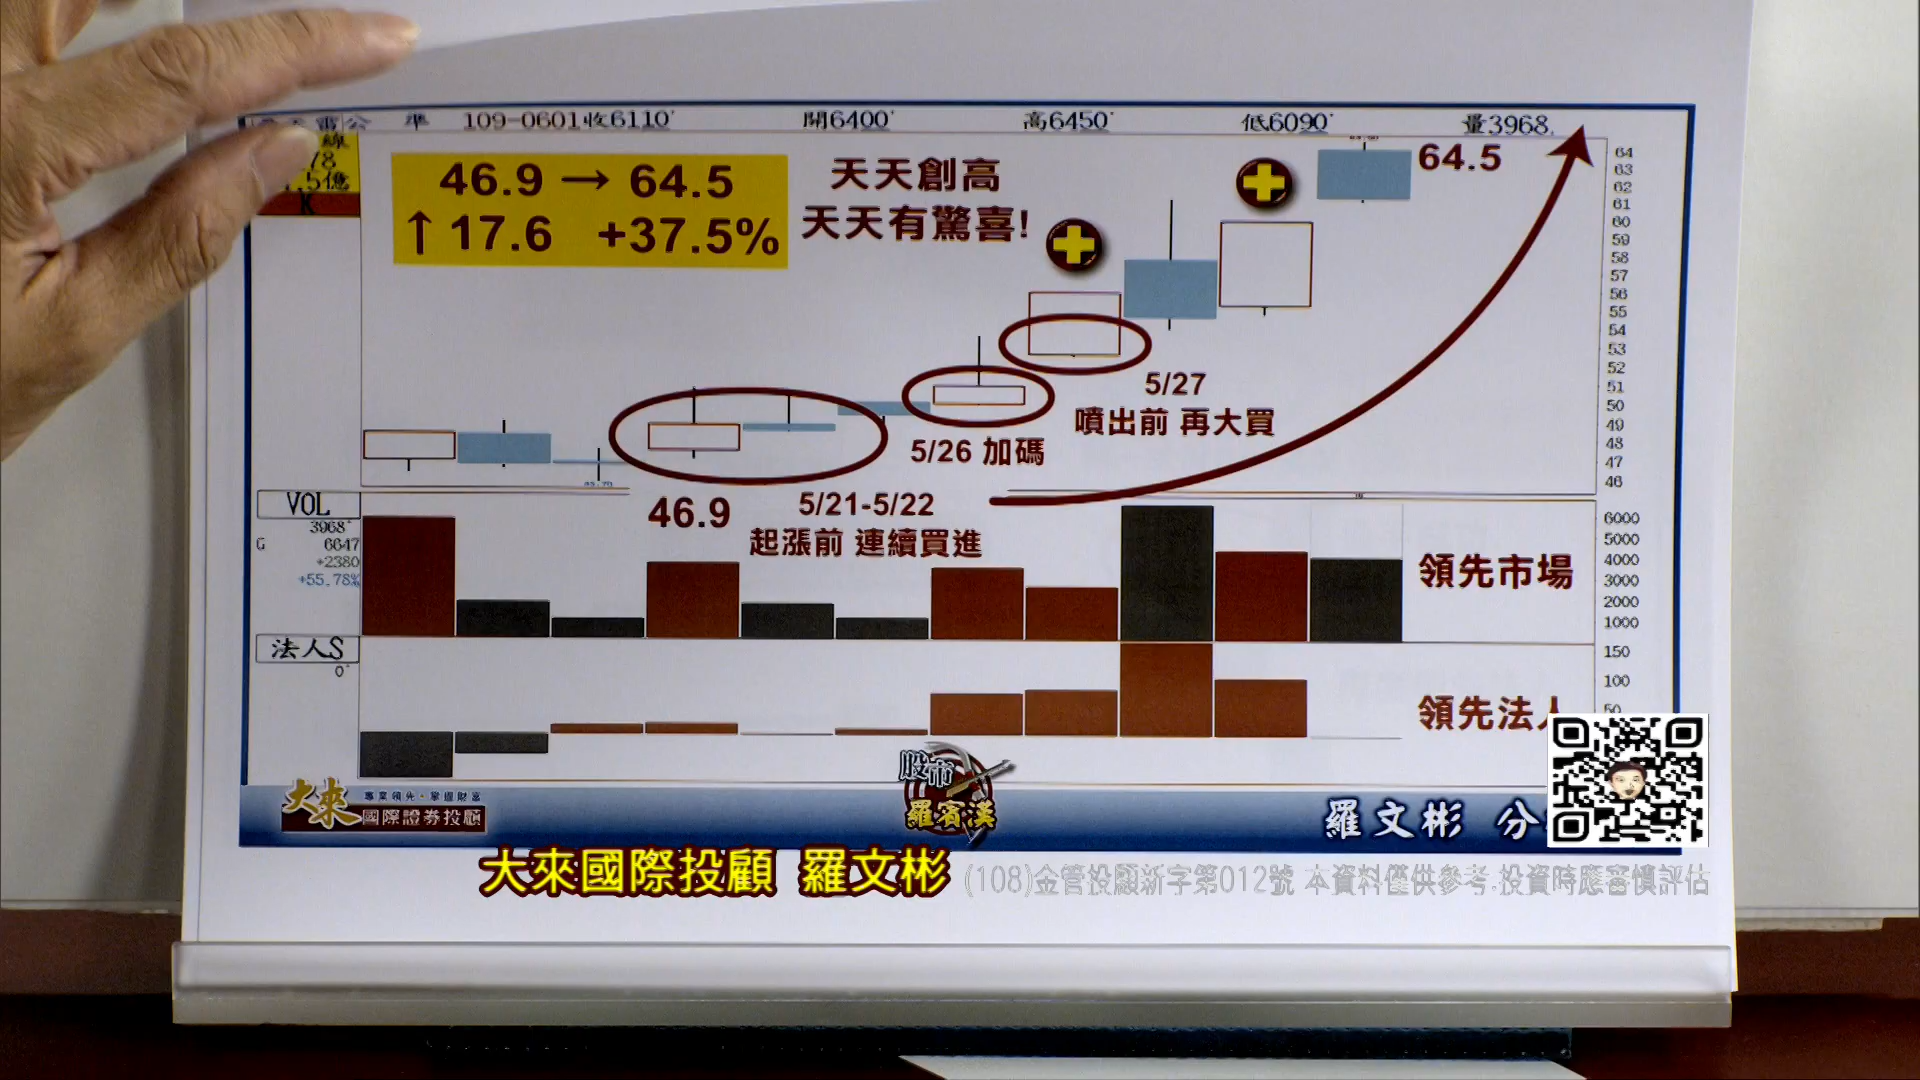 準 109-0601收6110 開6400 高6450 低6090 量3968
46.9 → 64.5
↑17.6 +37.5%
天天創高
天天有驚喜!
64.5
64
63
62
61
60
59
58
57
56
55
54
53
52
51
50
49
48
47
46
5/27
噴出前 再大買
5/26 加碼
46.9
5/21-5/22
起漲前 連續買進
VOL
3968
G 6647
+2380
+55.78%
領先市場
6000
5000
4000
3000
2000
1000
法人S
0
150
100
50
領先法人
大來
專業領先·掌握財富
國際證券投顧
股市
羅賓漢
羅文彬 分
大來國際投顧 羅文彬
(108)金管投顧新字第012號 本資料僅供參考.投資時應審慎評估